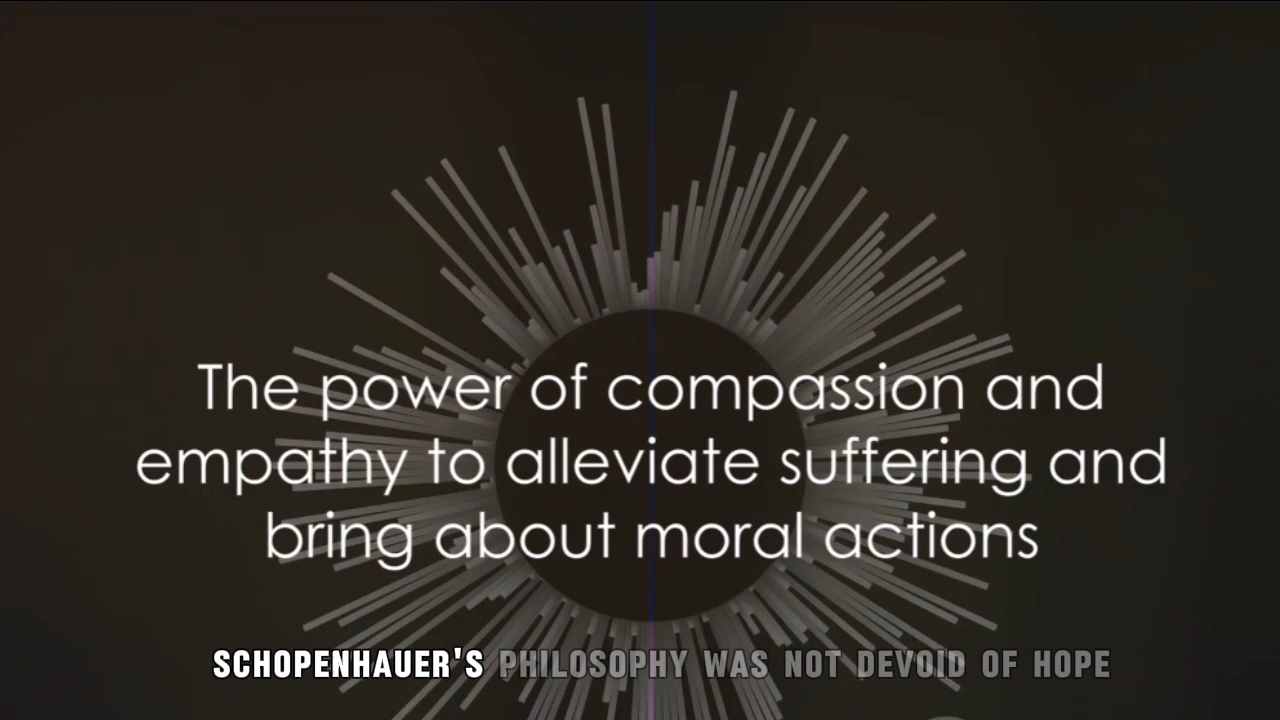 The power of compassion and
empathy to alleviate suffering and
bring about moral actions
SCHOPENHAUER'S PHILOSOPHY WAS NOT DEVOID OF HOPE